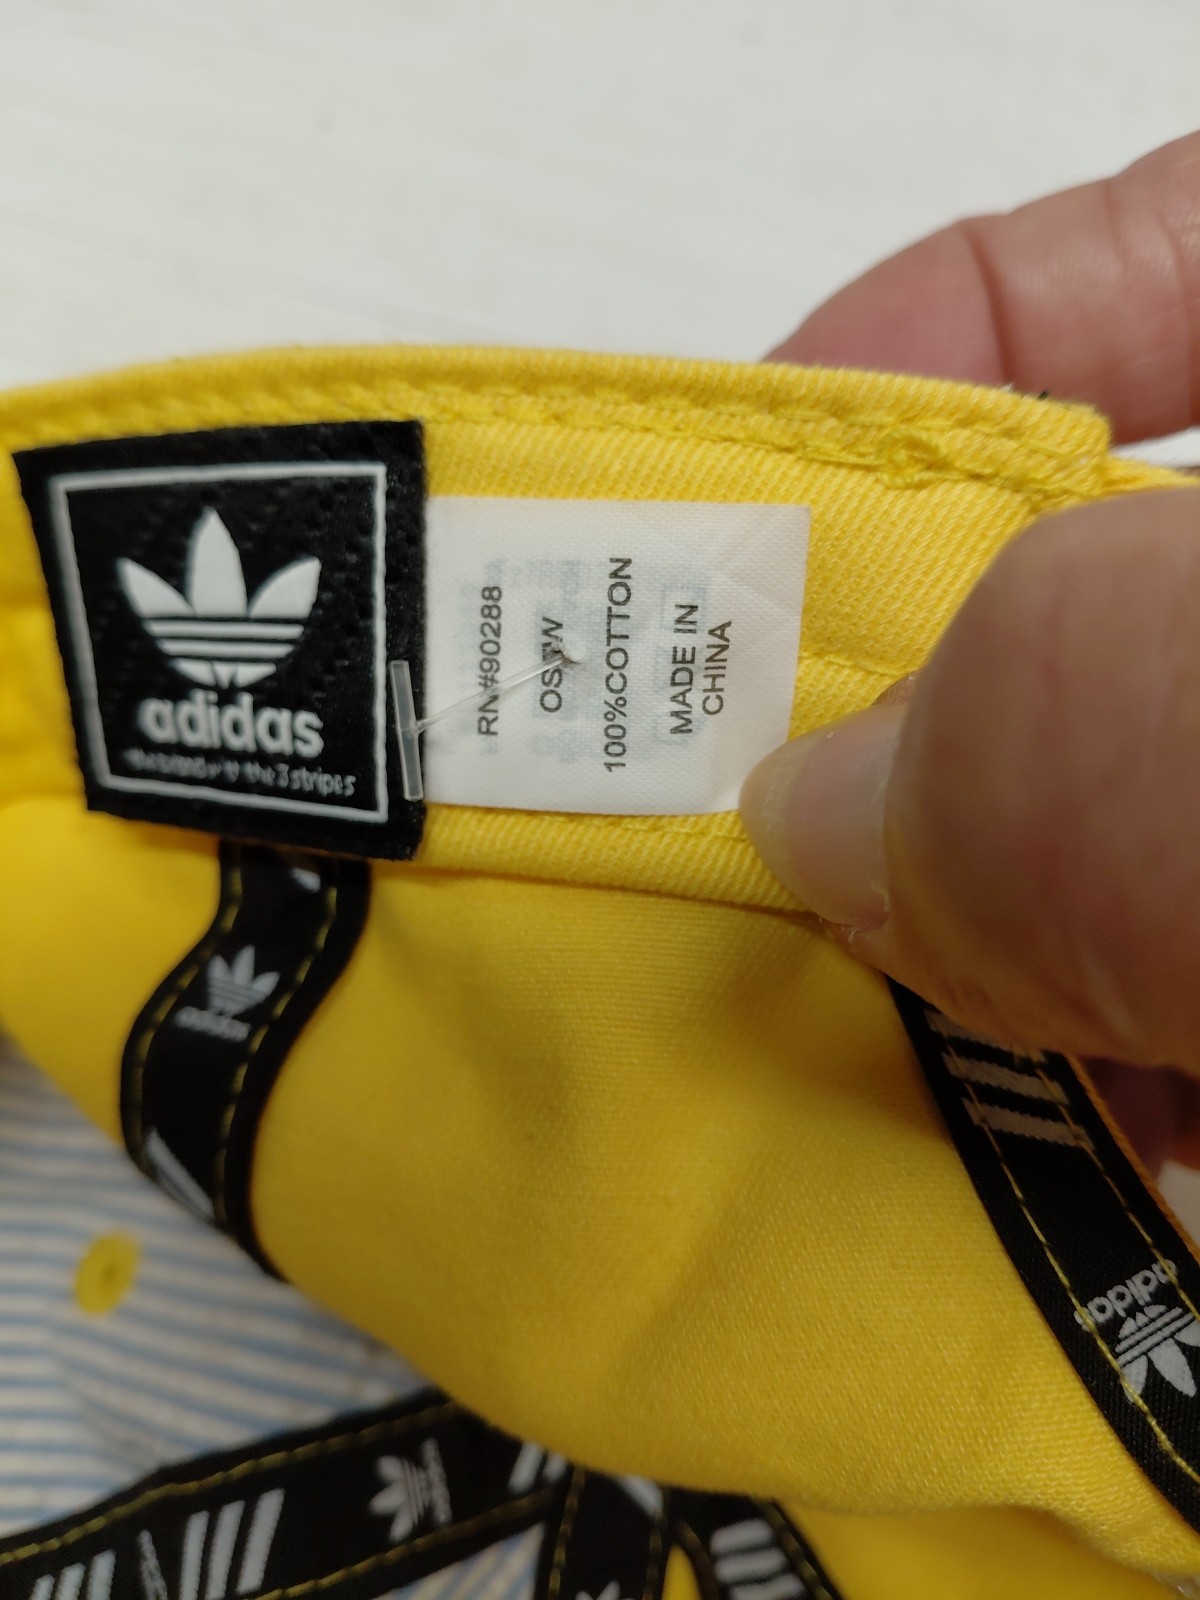 adidas
the brand with the 3 stripes
RN#90288
OSFW
100%COTTON
MADE IN
CHINA
adidas
adidas